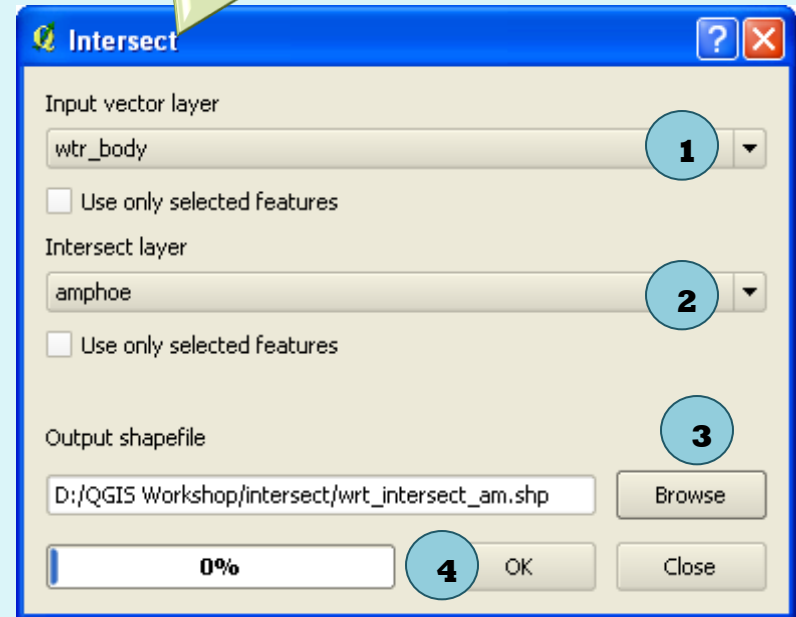 Intersect
Input vector layer
wtr_body 1
Use only selected features
Intersect layer
amphoe 2
Use only selected features
Output shapefile 3
D:/QGIS Workshop/intersect/wrt_intersect_am.shp Browse
0% 4 OK Close